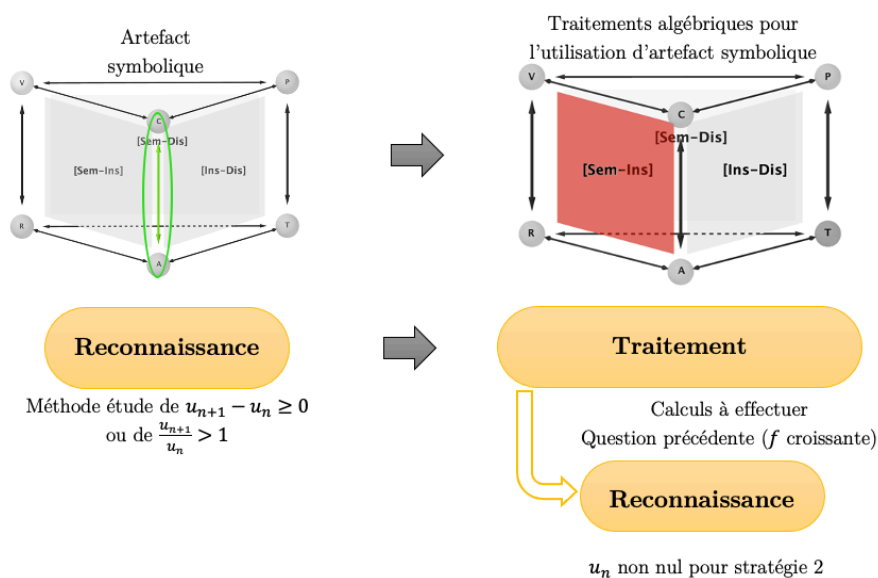 Artefact
symbolique
V
P
C
[Sem-Dis]
[Sem-Ins]
[Ins-Dis]
R
T
A
Traitements algébriques pour
l'utilisation d'artefact symbolique
V
P
C
[Sem-Dis]
[Sem-Ins]
[Ins-Dis]
R
T
A
Reconnaissance
Méthode étude de uₙ₊₁ − uₙ ≥ 0
ou de uₙ₊₁/uₙ > 1
Traitement
Calculs à effectuer
Question précédente (f croissante)
Reconnaissance
uₙ non nul pour stratégie 2